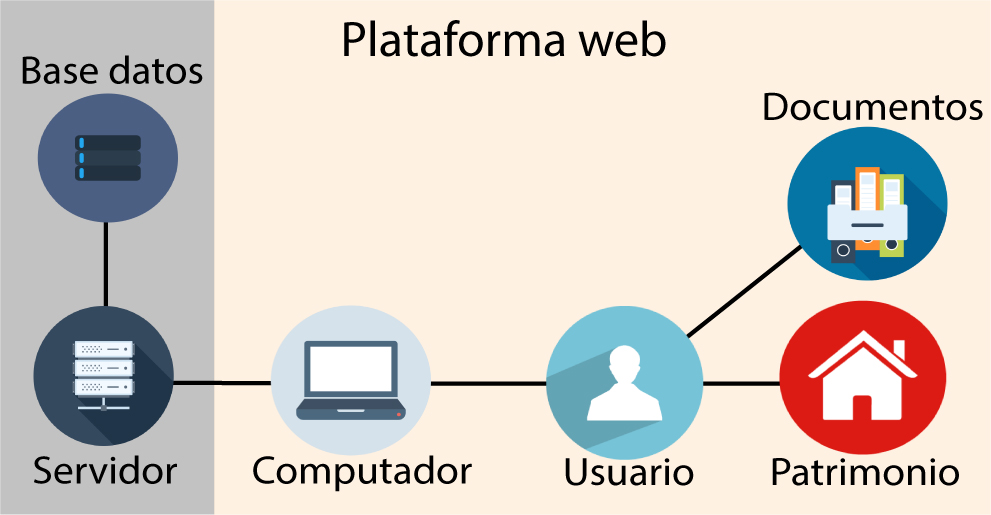 Plataforma web
Base datos
Documentos
Servidor
Computador
Usuario
Patrimonio